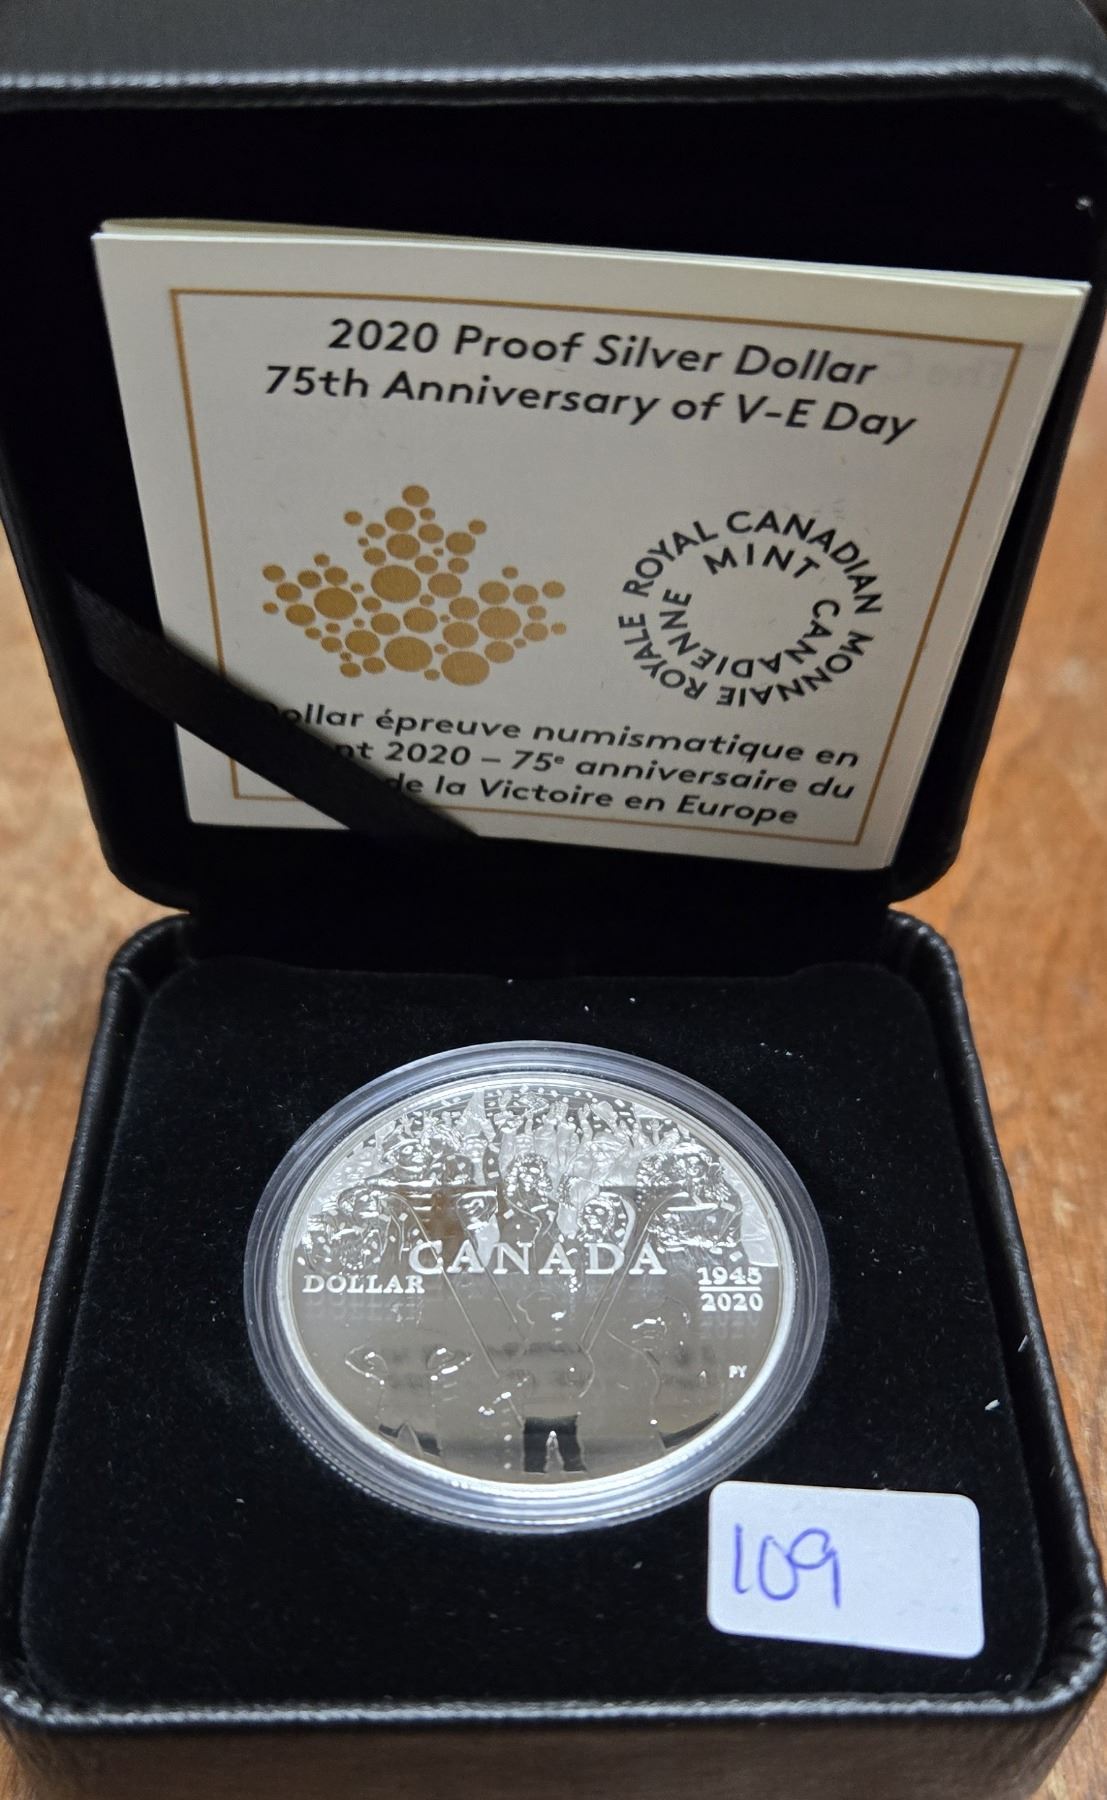 2020 Proof Silver Dollar
75th Anniversary of V-E Day
ROYAL CANADIAN MINT
MONNAIE ROYALE CANADIENNE
épreuve numismatique en
2020 – 75e anniversaire du
de la Victoire en Europe
CANADA
DOLLAR
1945
2020
PY
109